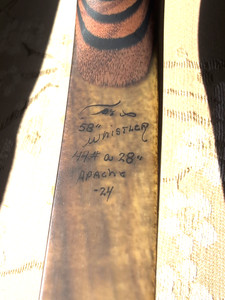 58"
WHISTLER
44# @ 28"
APACHE
-24